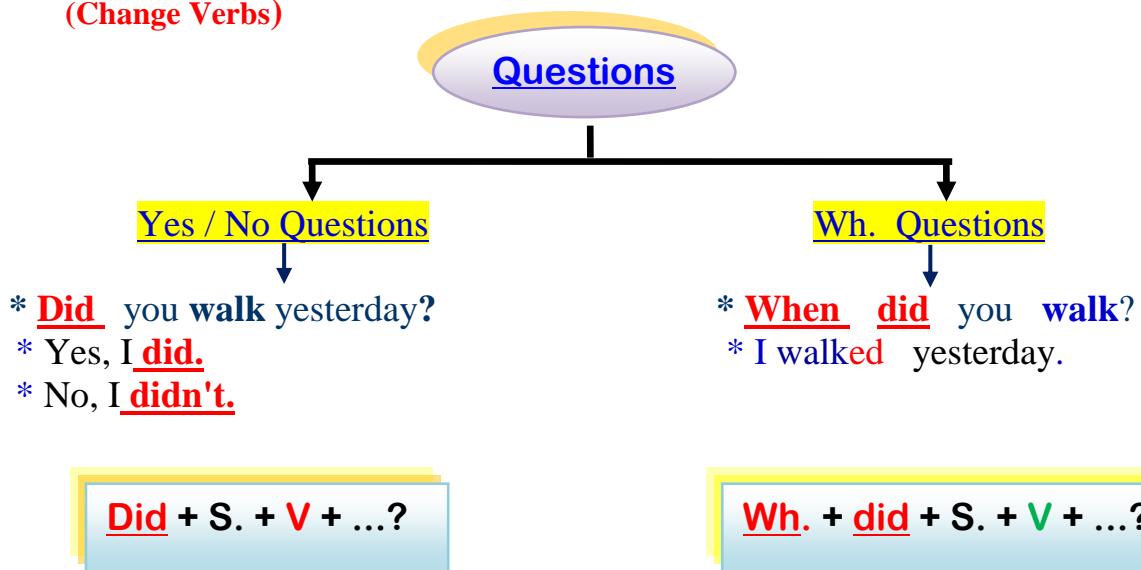 (Change Verbs)
Questions
Yes / No Questions
* Did you walk yesterday?
* Yes, I did.
* No, I didn't.
Did + S. + V + ...?
Wh. Questions
* When did you walk?
* I walked yesterday.
Wh. + did + S. + V + ...?